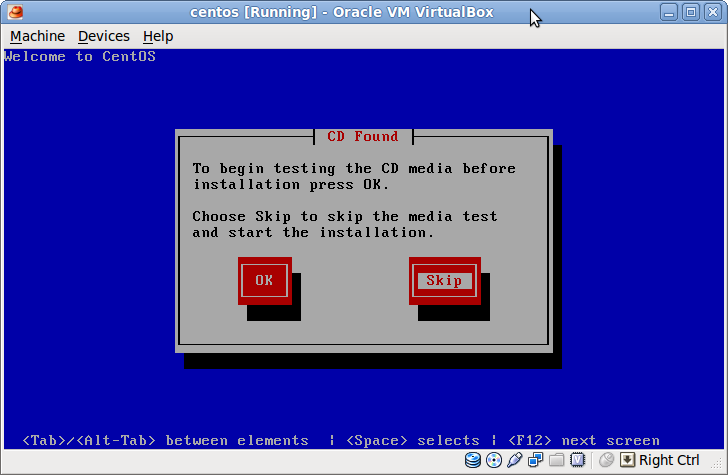 centos [Running] - Oracle VM VirtualBox
Machine Devices Help
Welcome to CentOS
CD Found
To begin testing the CD media before
installation press OK.
Choose Skip to skip the media test
and start the installation.
OK Skip
<Tab>/<Alt-Tab> between elements | <Space> selects | <F12> next screen
Right Ctrl